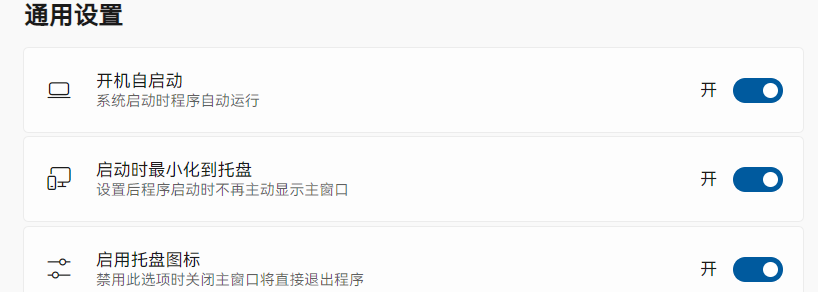 通用设置
开机自启动
系统启动时程序自动运行
开
启动时最小化到托盘
设置后程序启动时不再主动显示主窗口
开
启用托盘图标
禁用此选项时关闭主窗口将直接退出程序
开